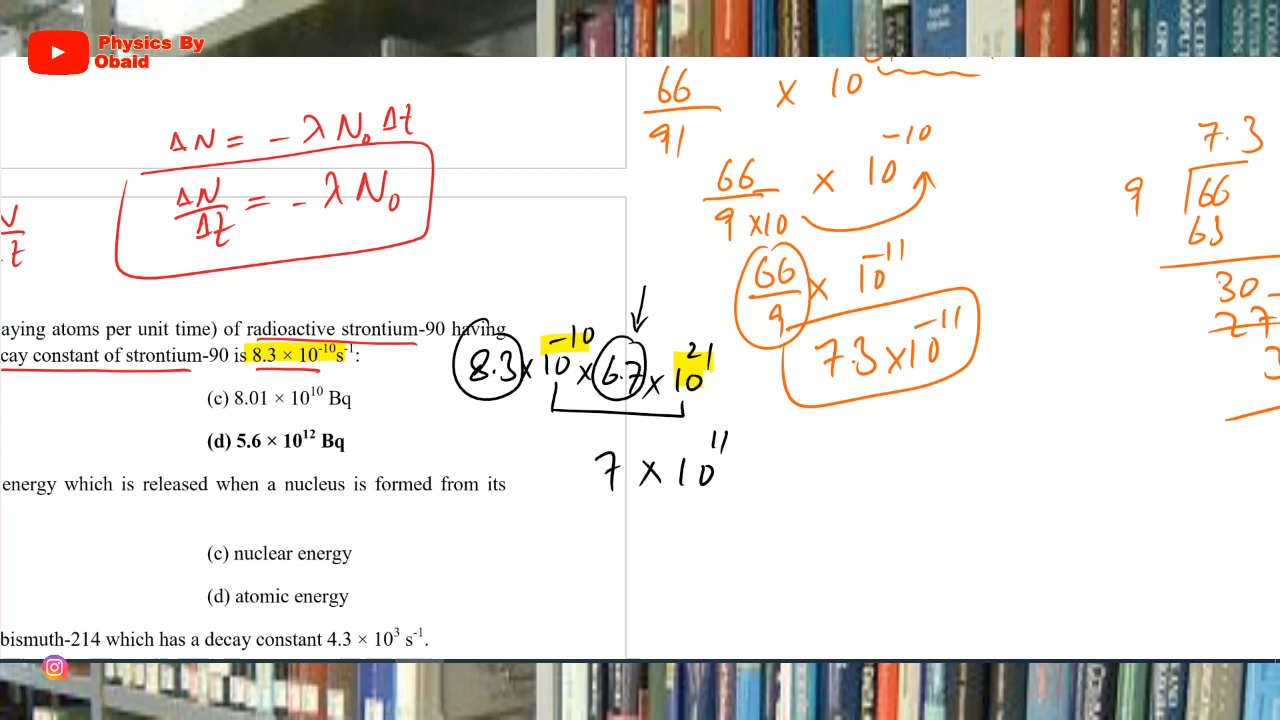 Physics By
Obaid
ΔN = - λ N₀ Δt
ΔN/Δt = - λ N₀
aying atoms per unit time) of radioactive strontium-90 having
cay constant of strontium-90 is 8.3 × 10⁻¹⁰s⁻¹:
(c) 8.01 × 10¹⁰ Bq
(d) 5.6 × 10¹² Bq
energy which is released when a nucleus is formed from its
(c) nuclear energy
(d) atomic energy
bismuth-214 which has a decay constant 4.3 × 10³ s⁻¹.
8.3 × 10⁻¹⁰ × 6.7 × 10²¹
7 × 10¹¹
66/91 × 10
66/9×10 × 10⁻¹⁰
66/9 × 10⁻¹¹
7.3 × 10⁻¹¹
7.3
9 66
63
30
27
3